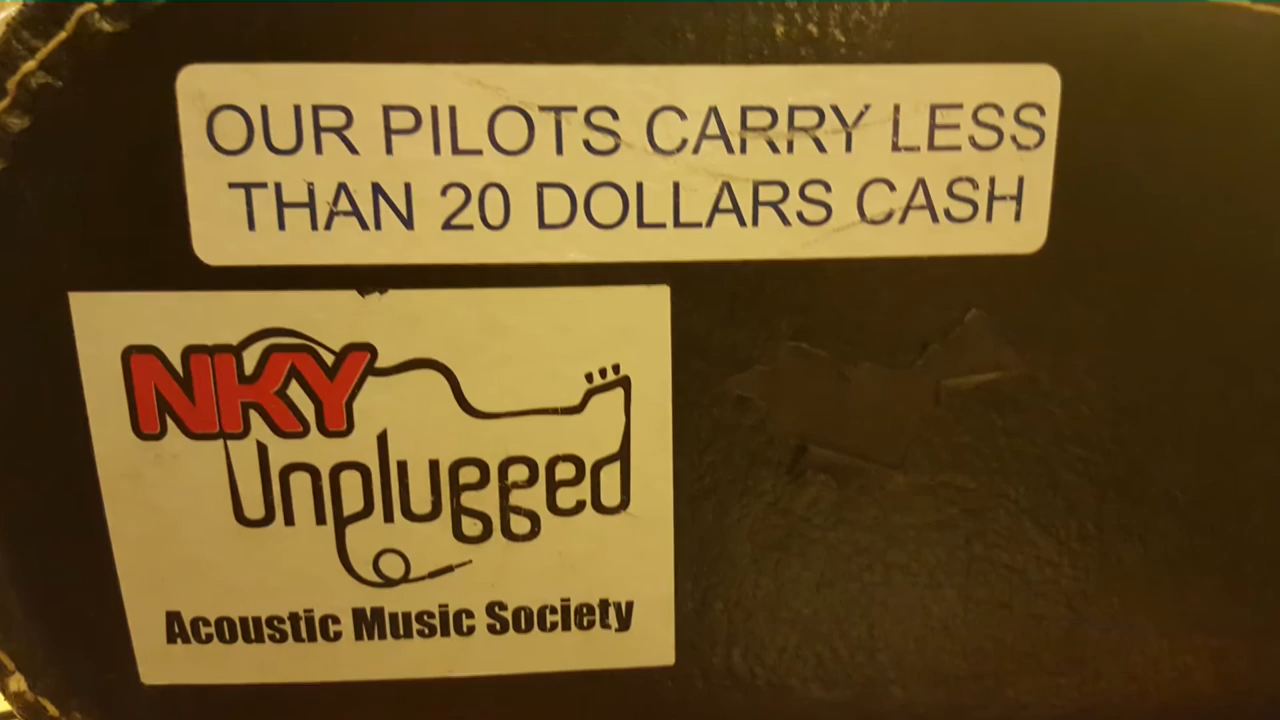 OUR PILOTS CARRY LESS
THAN 20 DOLLARS CASH
NKY
Unplugged
Acoustic Music Society